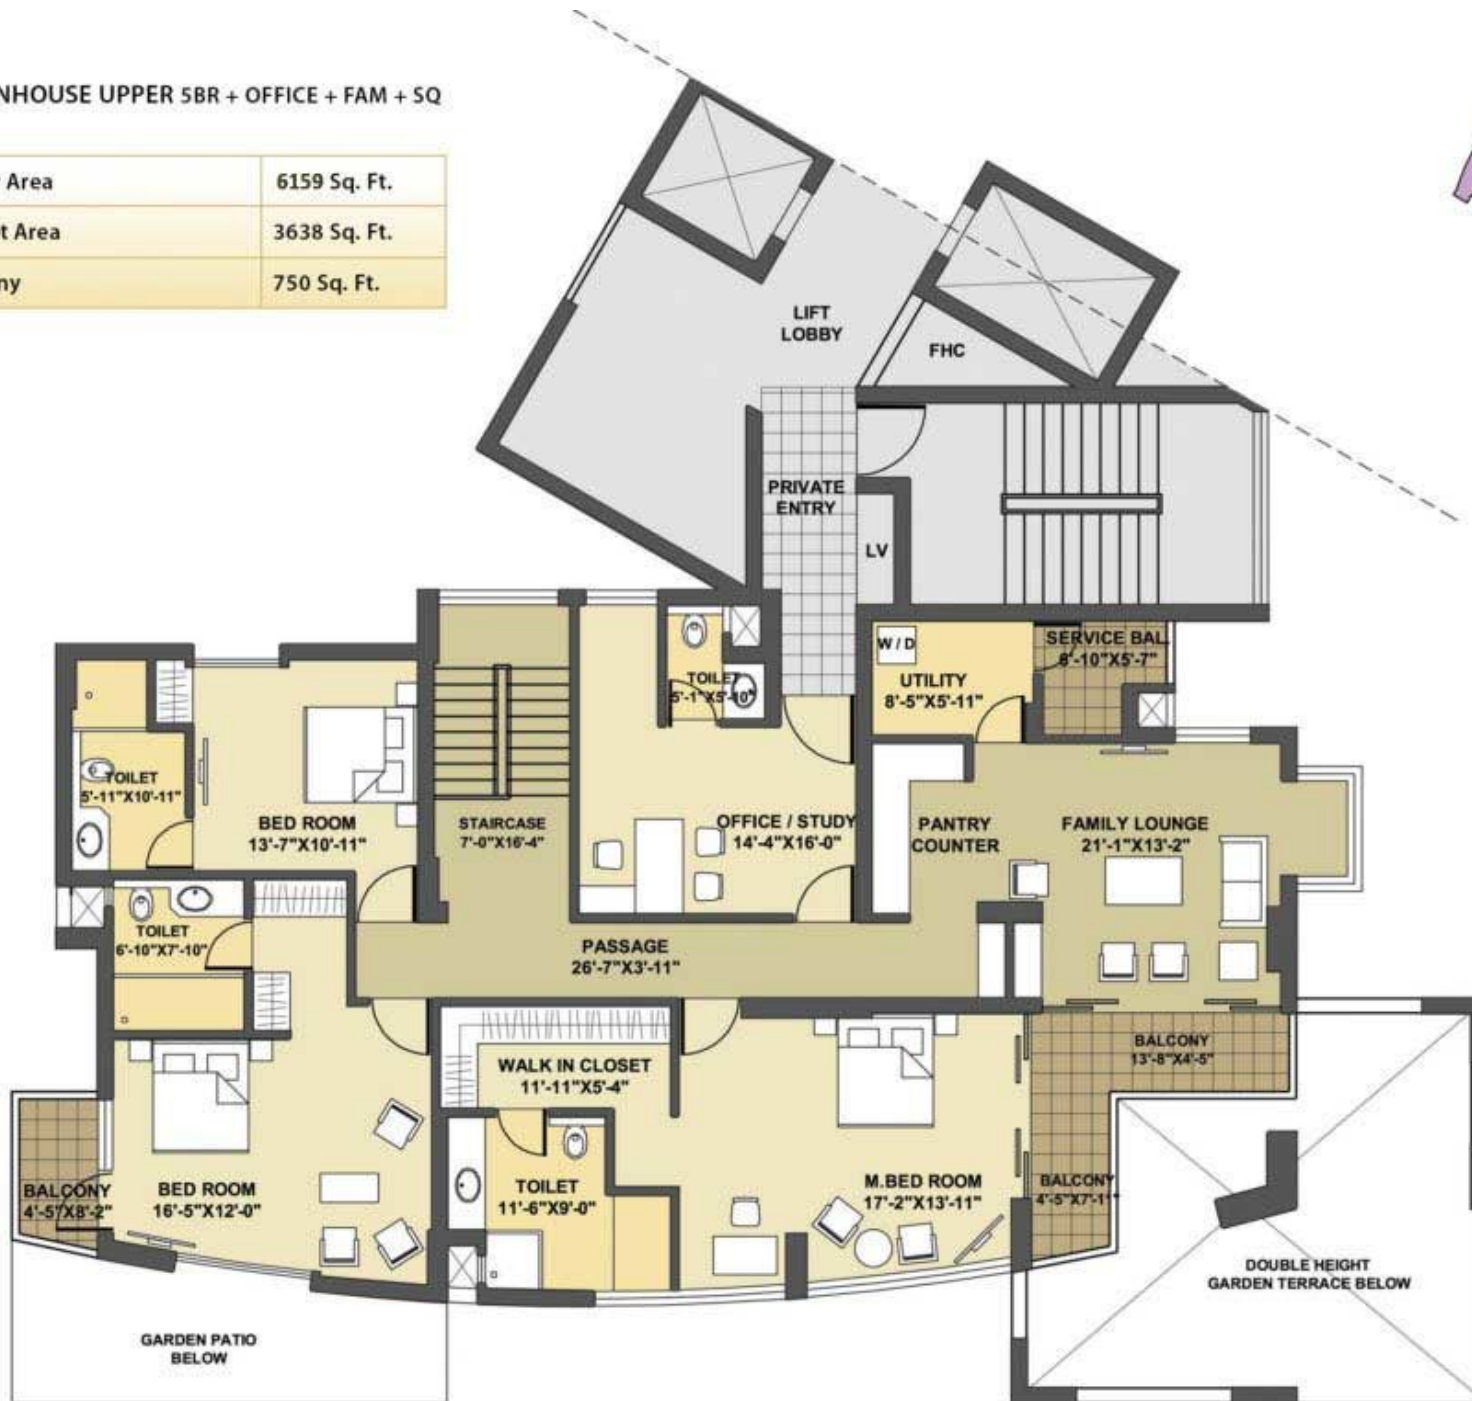 NHOUSE UPPER 5BR + OFFICE + FAM + SQ
Area 6159 Sq. Ft.
t Area 3638 Sq. Ft.
ny 750 Sq. Ft.
LIFT
LOBBY
FHC
PRIVATE
ENTRY
LV
W / D
UTILITY
8'-5"X5'-11"
SERVICE BAL.
6'-10"X5'-7"
TOILET
5'-1"X5'-10"
TOILET
5'-11"X10'-11"
BED ROOM
13'-7"X10'-11"
STAIRCASE
7'-0"X16'-4"
OFFICE / STUDY
14'-4"X16'-0"
PANTRY
COUNTER
FAMILY LOUNGE
21'-1"X13'-2"
TOILET
6'-10"X7'-10"
PASSAGE
26'-7"X3'-11"
WALK IN CLOSET
11'-11"X5'-4"
BALCONY
13'-8"X4'-5"
BALCONY
4'-5"X8'-2"
BED ROOM
16'-5"X12'-0"
TOILET
11'-6"X9'-0"
M.BED ROOM
17'-2"X13'-11"
BALCONY
4'-5"X7'-1"
DOUBLE HEIGHT
GARDEN TERRACE BELOW
GARDEN PATIO
BELOW